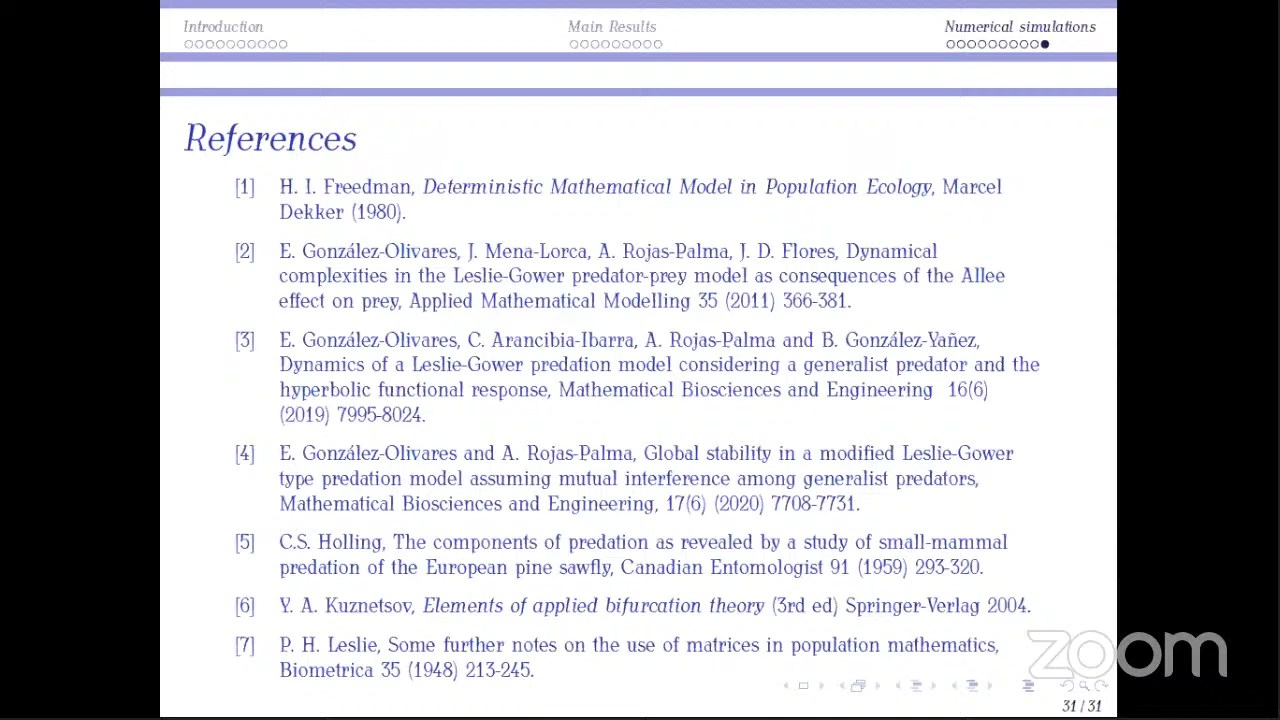 Introduction
Main Results
Numerical simulations
References
[1] H. I. Freedman, Deterministic Mathematical Model in Population Ecology, Marcel
Dekker (1980).
[2] E. González-Olivares, J. Mena-Lorca, A. Rojas-Palma, J. D. Flores, Dynamical
complexities in the Leslie-Gower predator-prey model as consequences of the Allee
effect on prey, Applied Mathematical Modelling 35 (2011) 366-381.
[3] E. González-Olivares, C. Arancibia-Ibarra, A. Rojas-Palma and B. González-Yañez,
Dynamics of a Leslie-Gower predation model considering a generalist predator and the
hyperbolic functional response, Mathematical Biosciences and Engineering 16(6)
(2019) 7995-8024.
[4] E. González-Olivares and A. Rojas-Palma, Global stability in a modified Leslie-Gower
type predation model assuming mutual interference among generalist predators,
Mathematical Biosciences and Engineering, 17(6) (2020) 7708-7731.
[5] C.S. Holling, The components of predation as revealed by a study of small-mammal
predation of the European pine sawfly, Canadian Entomologist 91 (1959) 293-320.
[6] Y. A. Kuznetsov, Elements of applied bifurcation theory (3rd ed) Springer-Verlag 2004.
[7] P. H. Leslie, Some further notes on the use of matrices in population mathematics,
Biometrica 35 (1948) 213-245.
zoom
31 / 31